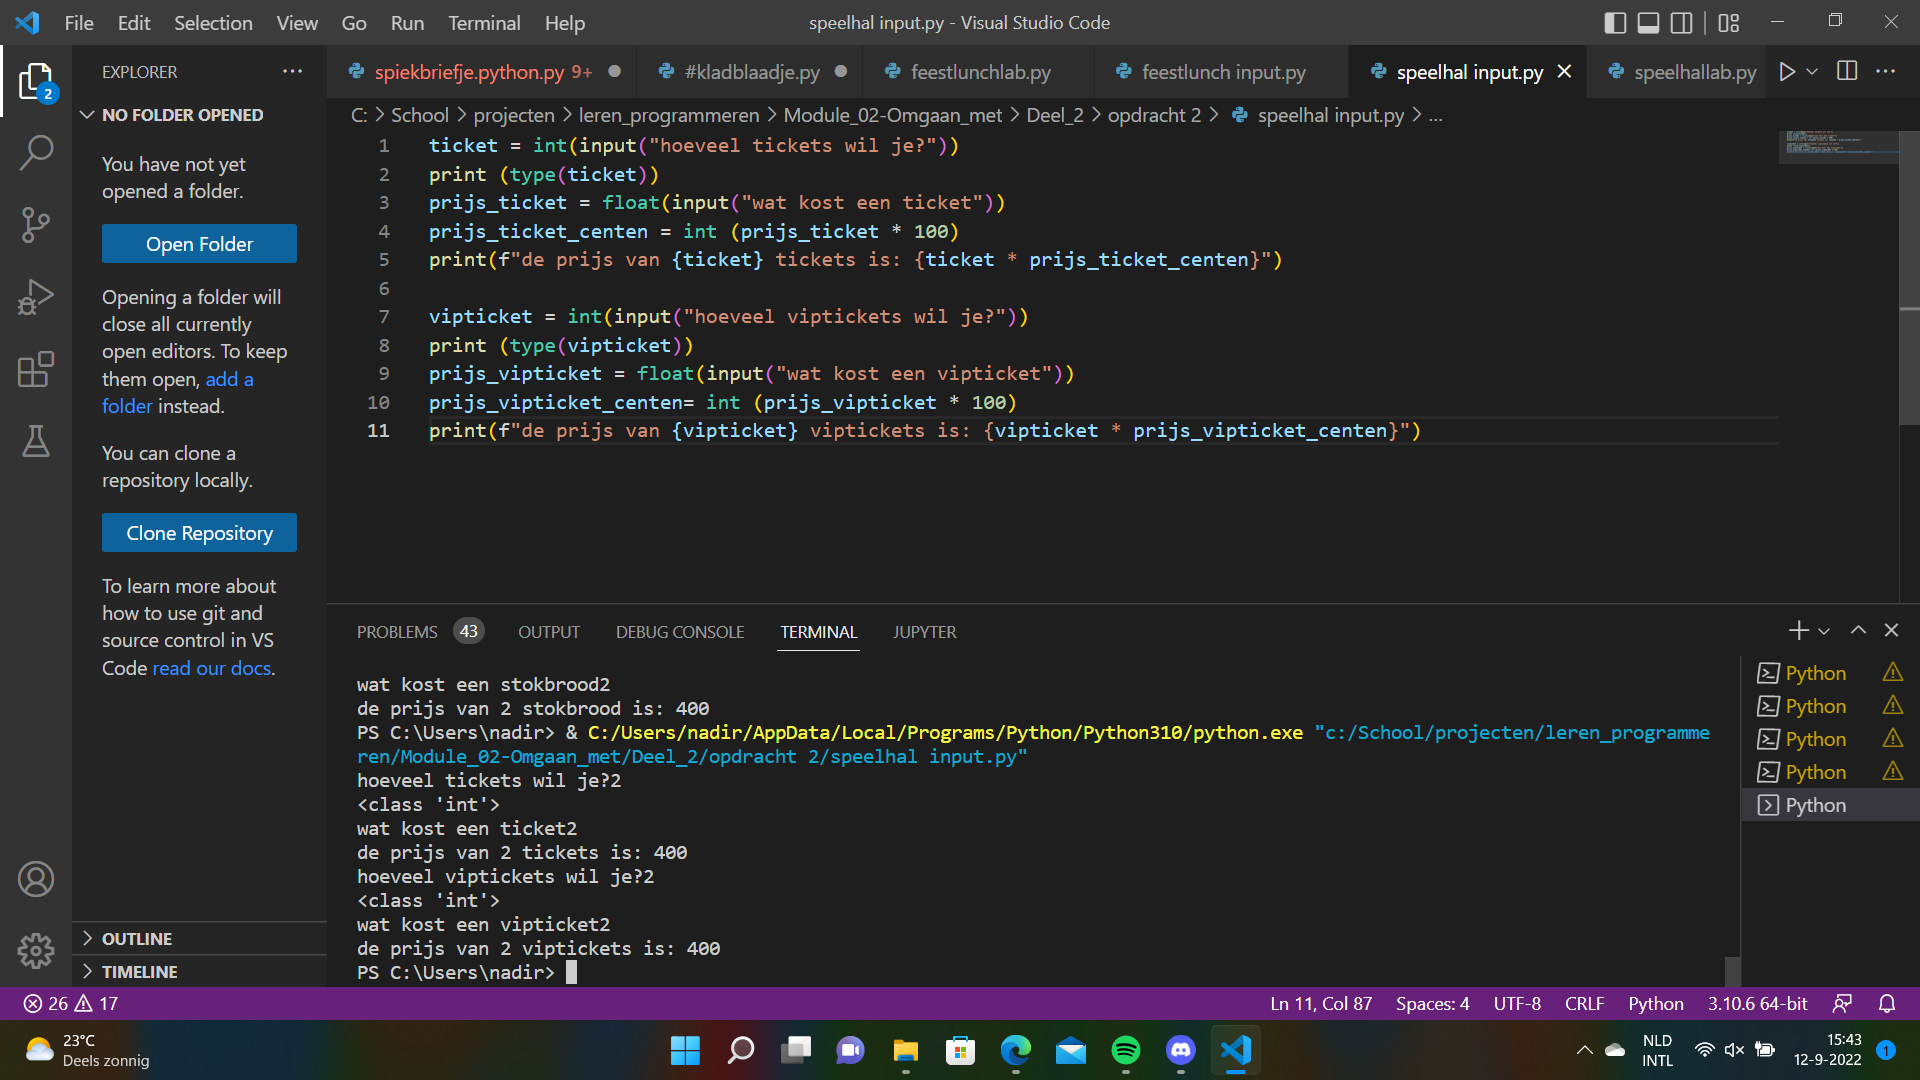 File Edit Selection View Go Run Terminal Help
speelhal input.py - Visual Studio Code
EXPLORER
2
NO FOLDER OPENED
You have not yet
opened a folder.
Open Folder
Opening a folder will
close all currently
open editors. To keep
them open, add a
folder instead.
You can clone a
repository locally.
Clone Repository
To learn more about
how to use git and
source control in VS
Code read our docs.
OUTLINE
TIMELINE
spiekbriefje.python.py 9+
#kladblaadje.py
feestlunchlab.py
feestlunch input.py
speelhal input.py
speelhallab.py
C: > School > projecten > leren_programmeren > Module_02-Omgaan_met > Deel_2 > opdracht 2 > speelhal input.py > ...
1 ticket = int(input("hoeveel tickets wil je?"))
2 print (type(ticket))
3 prijs_ticket = float(input("wat kost een ticket"))
4 prijs_ticket_centen = int (prijs_ticket * 100)
5 print(f"de prijs van {ticket} tickets is: {ticket * prijs_ticket_centen}")
6
7 vipticket = int(input("hoeveel viptickets wil je?"))
8 print (type(vipticket))
9 prijs_vipticket = float(input("wat kost een vipticket"))
10 prijs_vipticket_centen= int (prijs_vipticket * 100)
11 print(f"de prijs van {vipticket} viptickets is: {vipticket * prijs_vipticket_centen}")
PROBLEMS 43 OUTPUT DEBUG CONSOLE TERMINAL JUPYTER
wat kost een stokbrood2
de prijs van 2 stokbrood is: 400
PS C:\Users\nadir> & C:/Users/nadir/AppData/Local/Programs/Python/Python310/python.exe "c:/School/projecten/leren_programme
ren/Module_02-Omgaan_met/Deel_2/opdracht 2/speelhal input.py"
hoeveel tickets wil je?2
<class 'int'>
wat kost een ticket2
de prijs van 2 tickets is: 400
hoeveel viptickets wil je?2
<class 'int'>
wat kost een vipticket2
de prijs van 2 viptickets is: 400
PS C:\Users\nadir>
Python
Python
Python
Python
Python
26 17
Ln 11, Col 87 Spaces: 4 UTF-8 CRLF Python 3.10.6 64-bit
23°C
Deels zonnig
NLD
INTL
15:43
12-9-2022
1